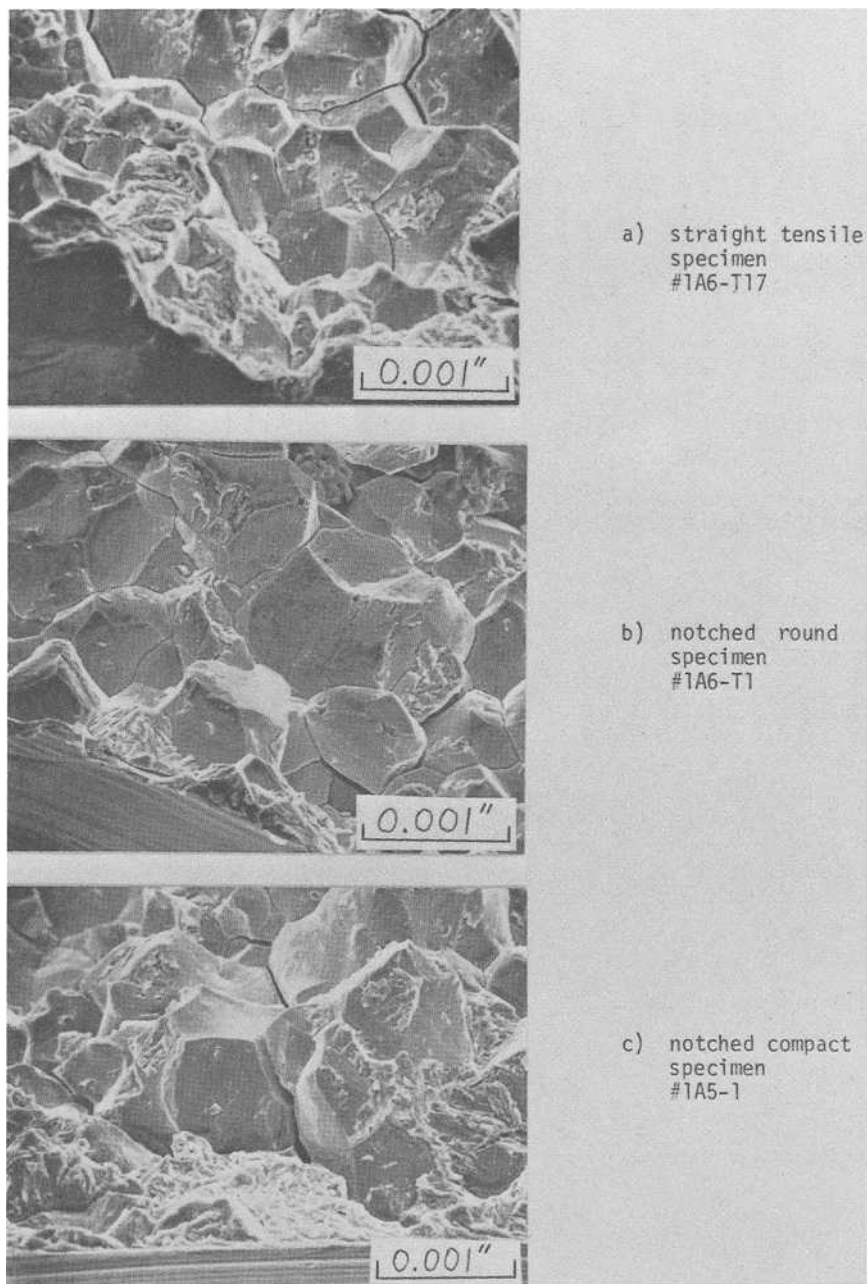 a) straight tensile
specimen
#1A6-T17
0.001"
b) notched round
specimen
#1A6-T1
0.001"
c) notched compact
specimen
#1A5-1
0.001"